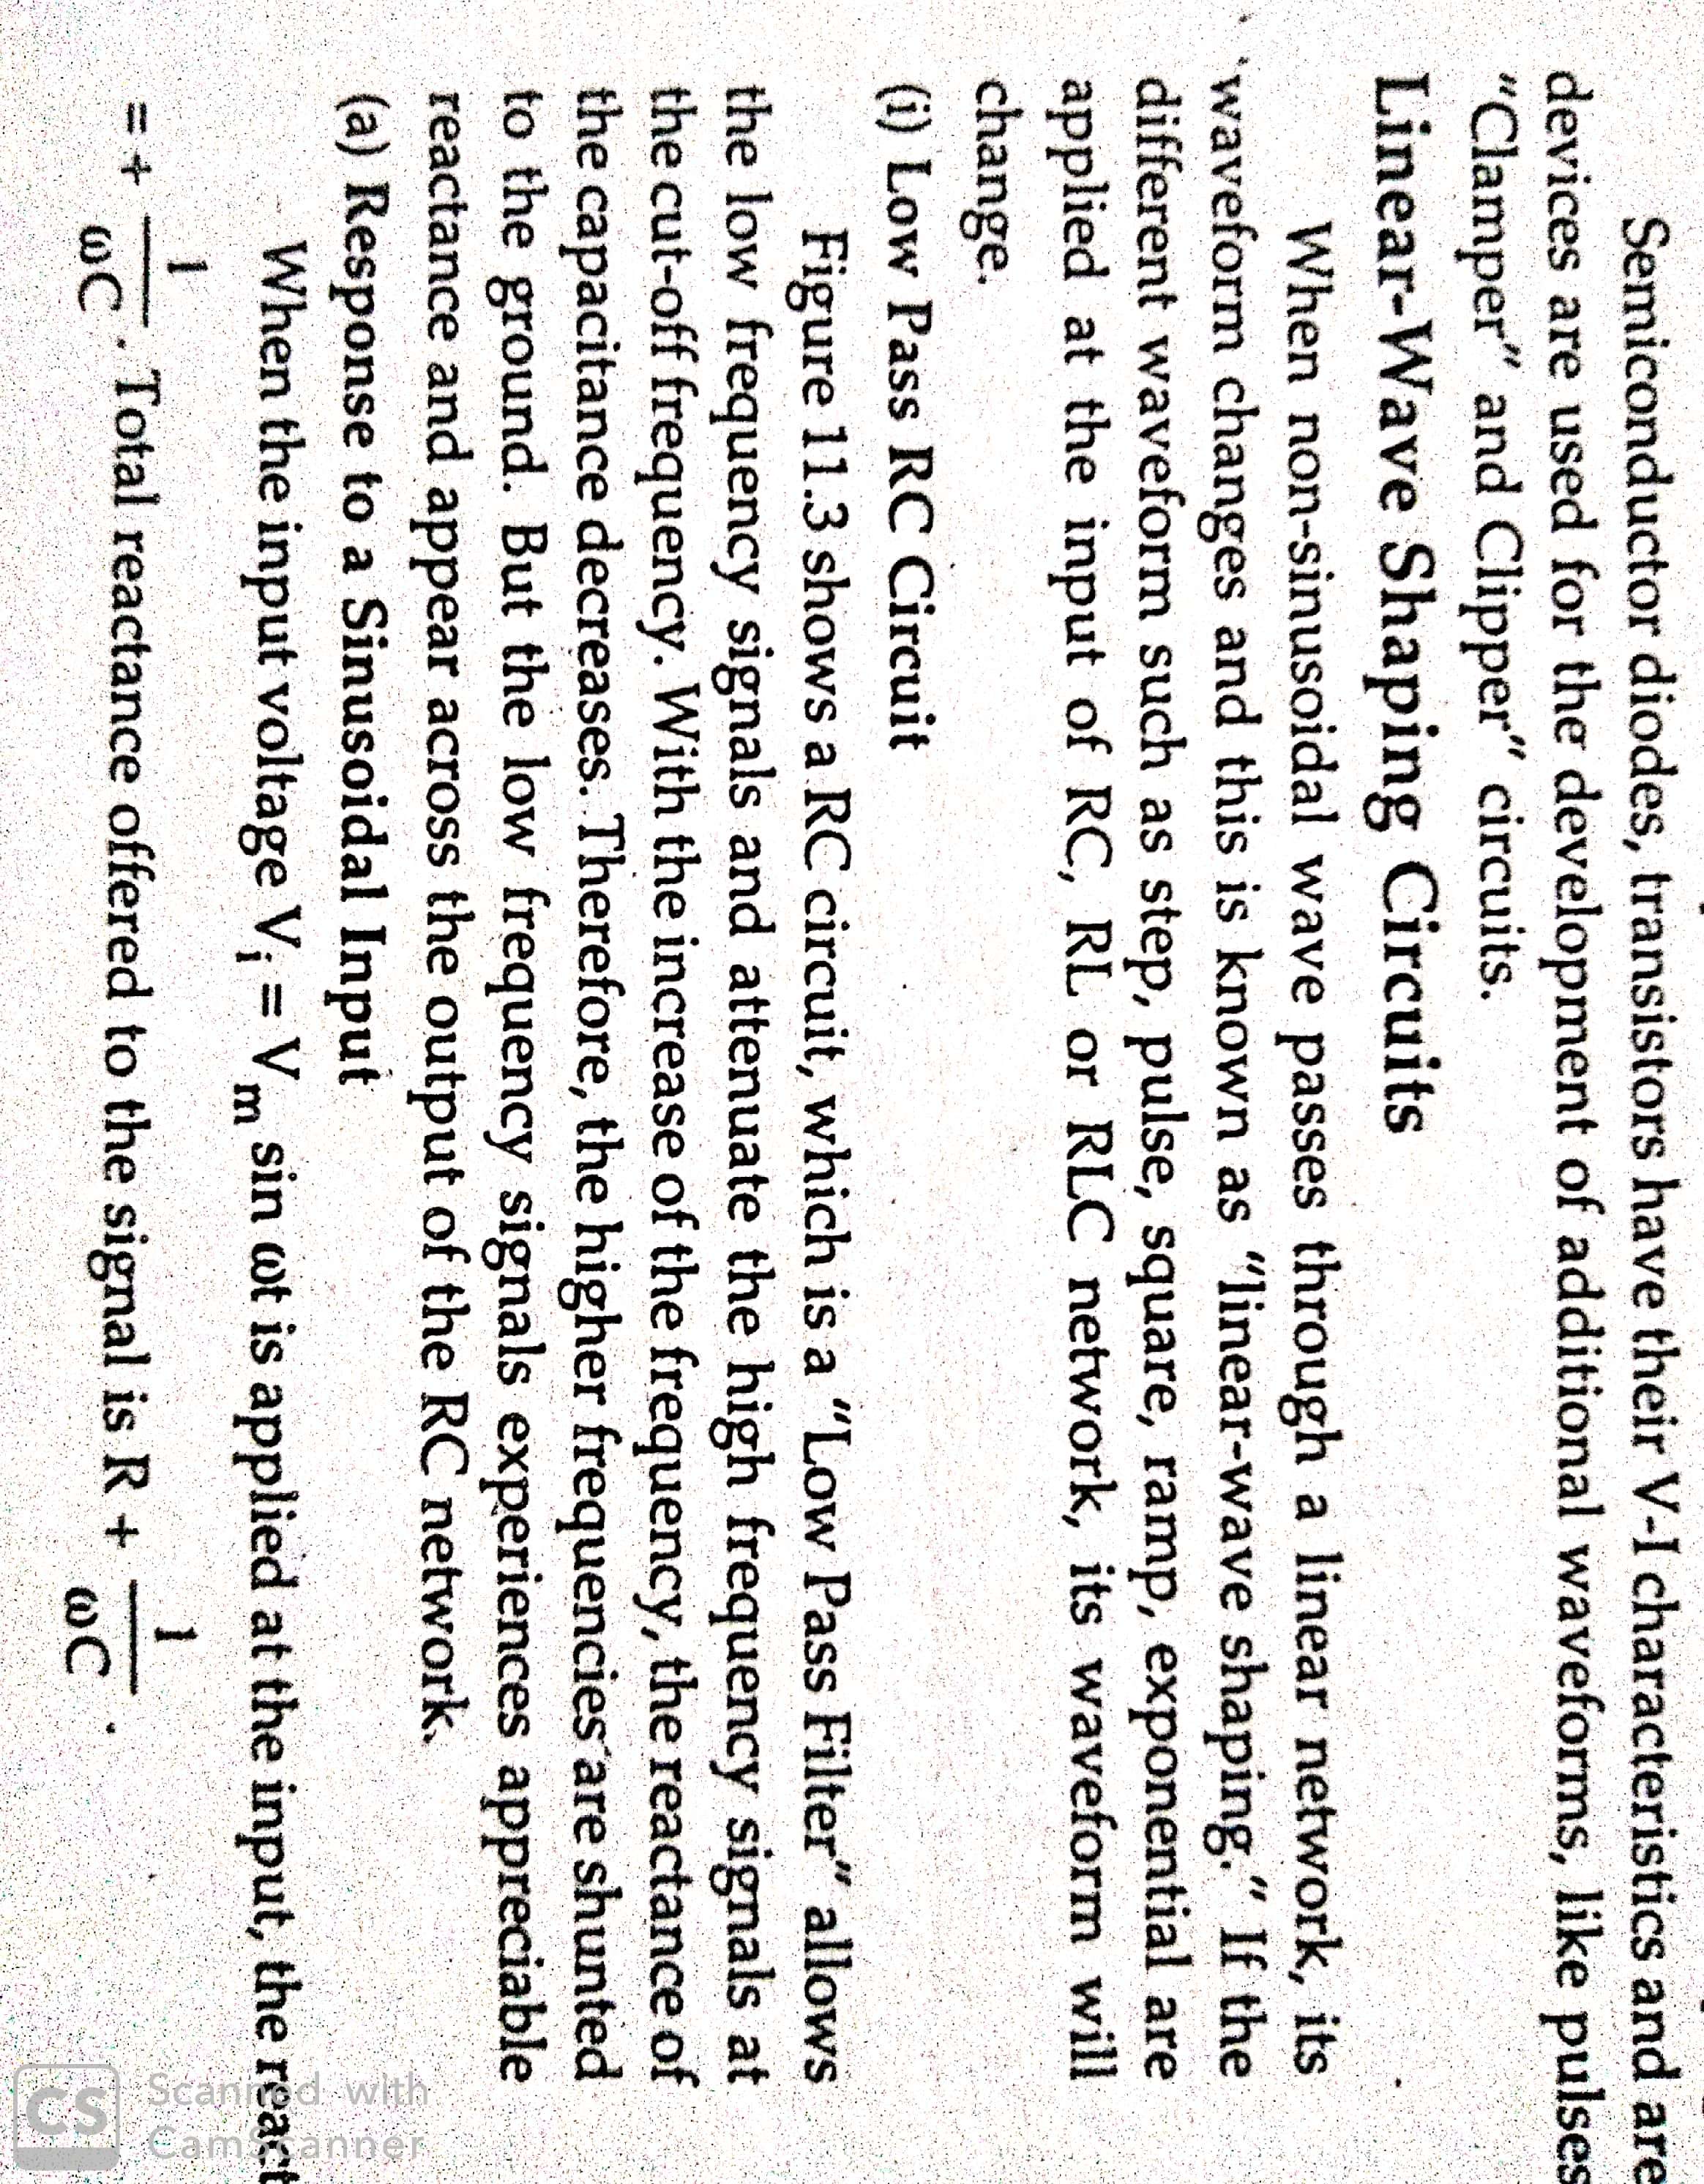 Semiconductor diodes, transistors have their V-I characteristics and are
devices are used for the development of additional waveforms, like pulses
"Clamper" and Clipper" circuits.
Linear-Wave Shaping Circuits
When non-sinusoidal wave passes through a linear network, its
waveform changes and this is known as "linear-wave shaping." If the
different waveform such as step, pulse, square, ramp, exponential are
applied at the input of RC, RL or RLC network, its waveform will
change.
(i) Low Pass RC Circuit
Figure 11.3 shows a RC circuit, which is a "Low Pass Filter" allows
the low frequency signals and attenuate the high frequency signals at
the cut-off frequency. With the increase of the frequency, the reactance of
the capacitance decreases. Therefore, the higher frequencies are shunted
to the ground. But the low frequency signals experiences appreciable
reactance and appear across the output of the RC network.
(a) Response to a Sinusoidal Input
When the input voltage V_i = V_m sin ωt is applied at the input, the react
= + 1/ωC . Total reactance offered to the signal is R + 1/ωC .
CS Scanned with
CamScanner